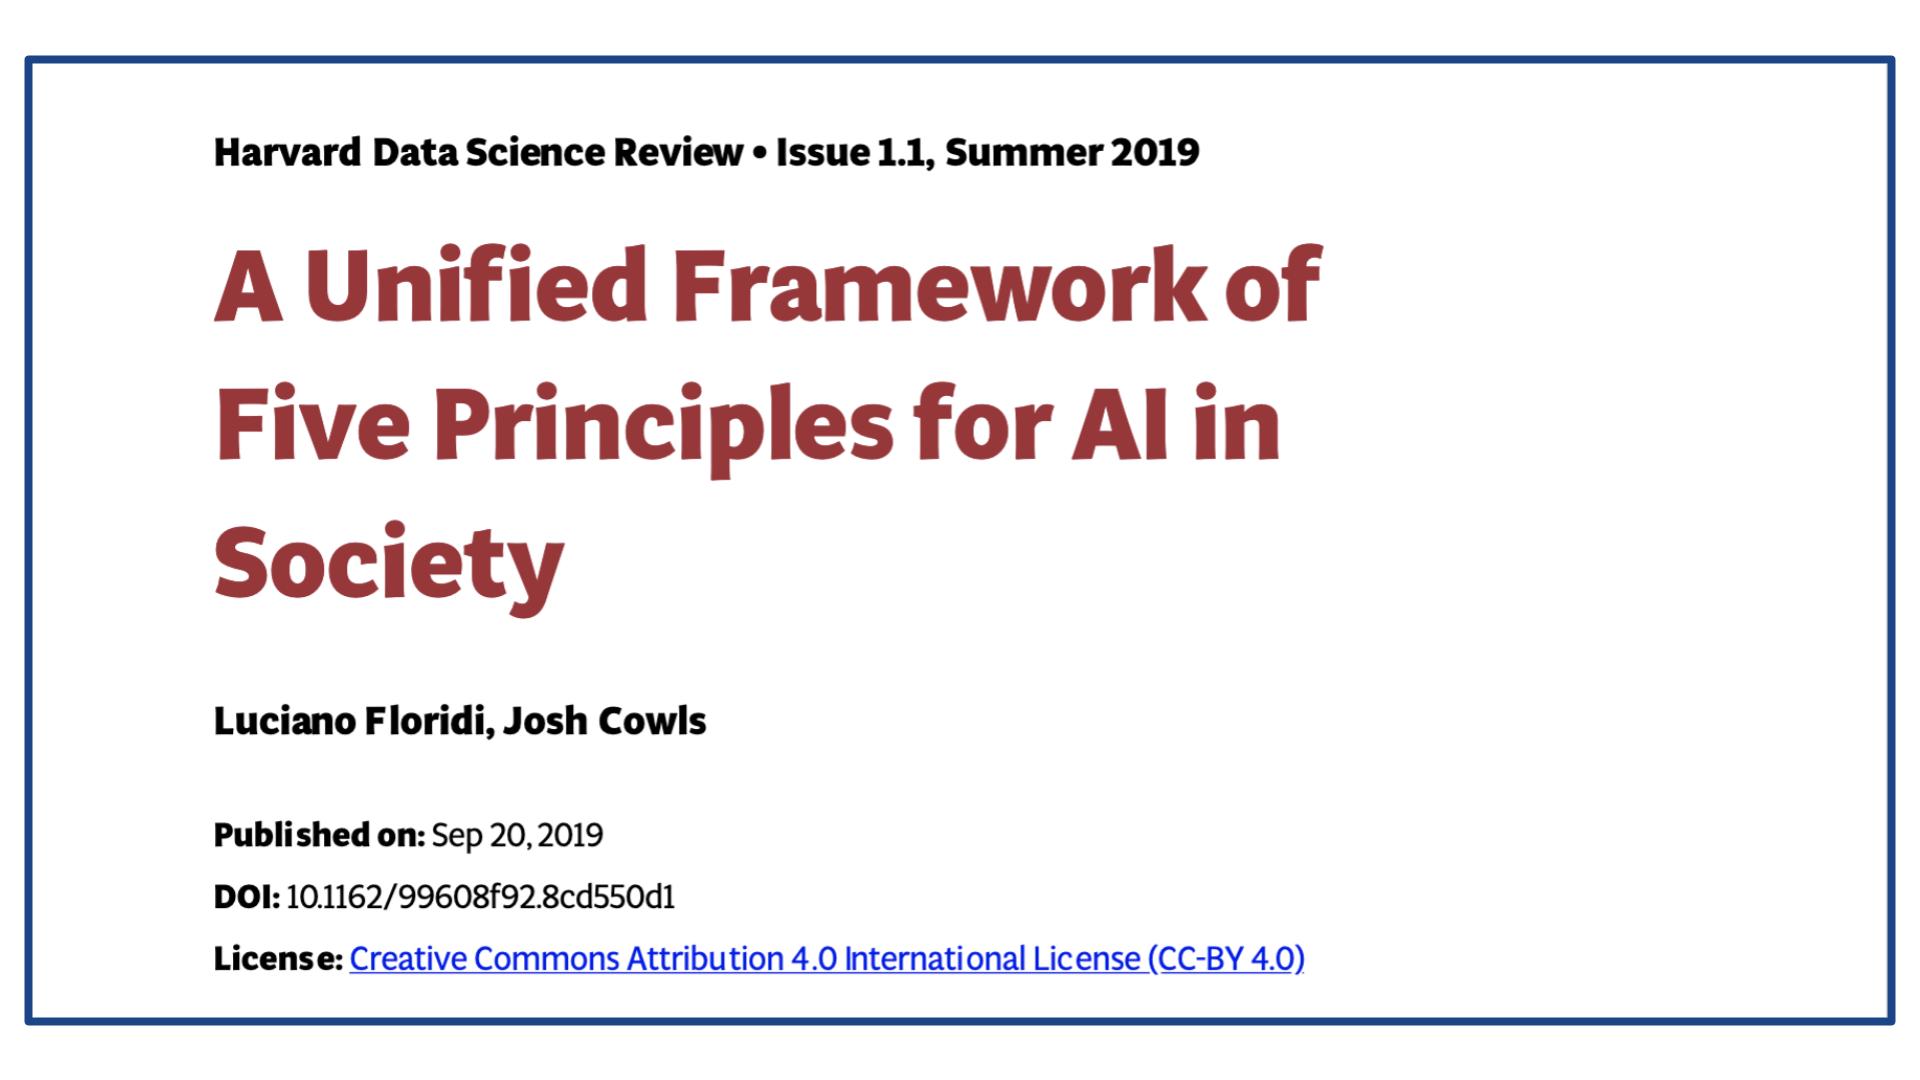 Harvard Data Science Review • Issue 1.1, Summer 2019
A Unified Framework of
Five Principles for AI in
Society
Luciano Floridi, Josh Cowls
Published on: Sep 20, 2019
DOI: 10.1162/99608f92.8cd550d1
License: Creative Commons Attribution 4.0 International License (CC-BY 4.0)